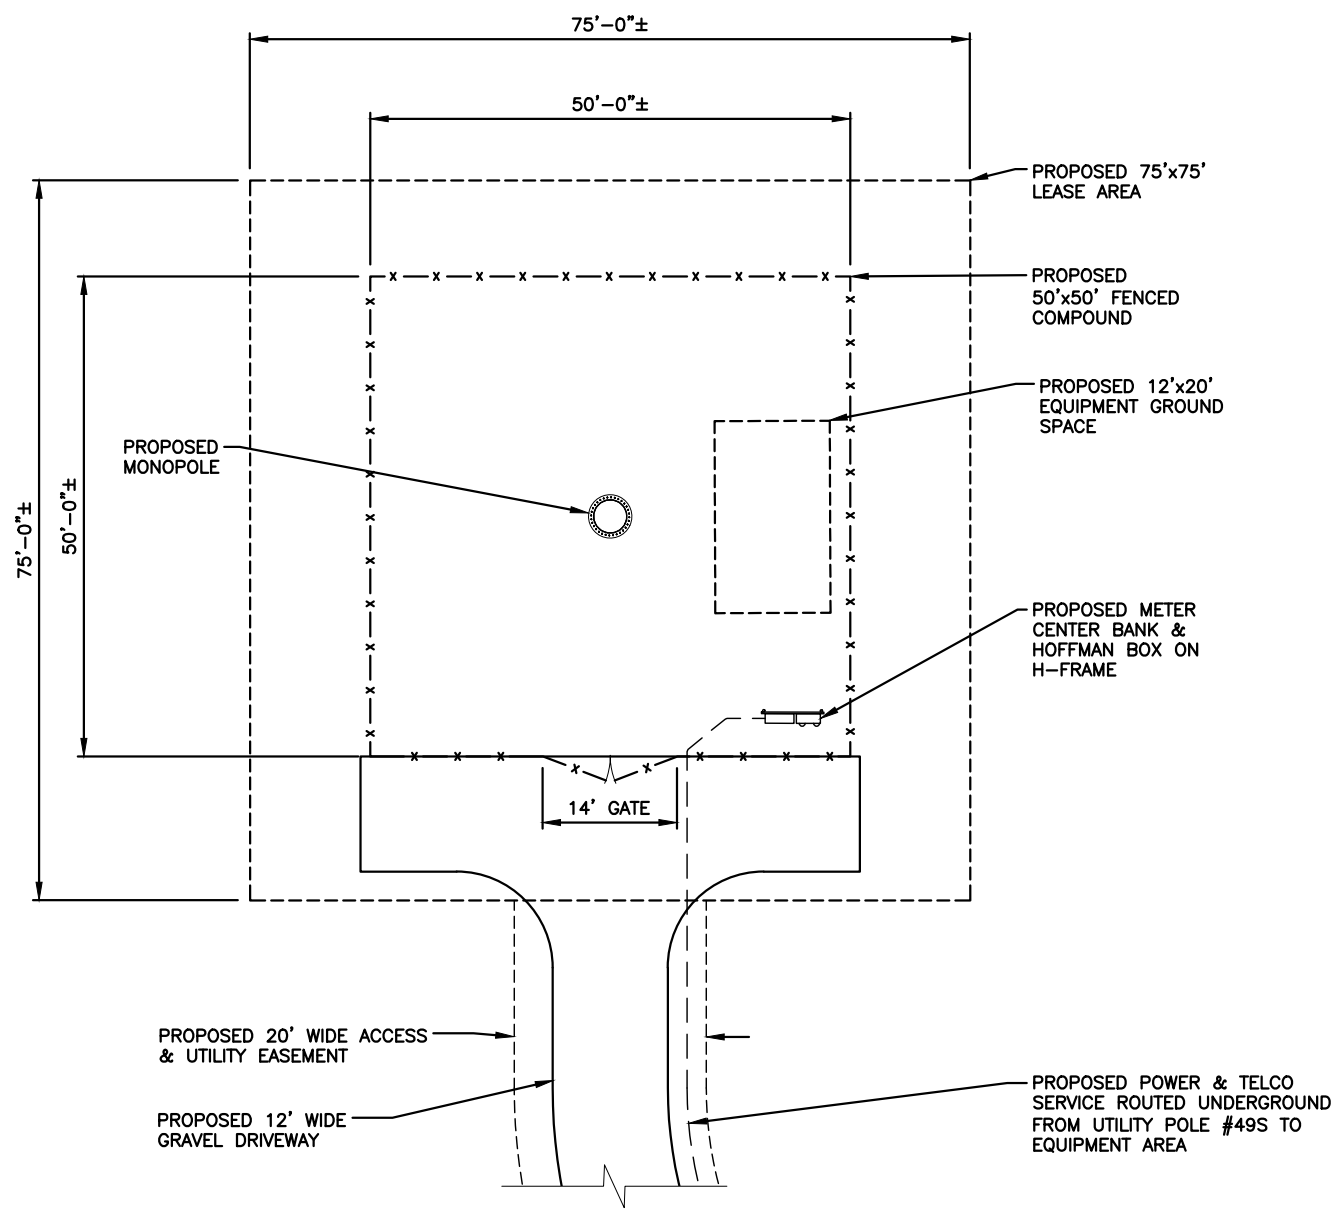 75'-0"±
50'-0"±
PROPOSED 75'x75'
LEASE AREA
PROPOSED
50'x50' FENCED
COMPOUND
PROPOSED 12'x20'
EQUIPMENT GROUND
SPACE
PROPOSED
MONOPOLE
75'-0"±
50'-0"±
PROPOSED METER
CENTER BANK &
HOFFMAN BOX ON
H-FRAME
14' GATE
PROPOSED 20' WIDE ACCESS
& UTILITY EASEMENT
PROPOSED 12' WIDE
GRAVEL DRIVEWAY
PROPOSED POWER & TELCO
SERVICE ROUTED UNDERGROUND
FROM UTILITY POLE #49S TO
EQUIPMENT AREA